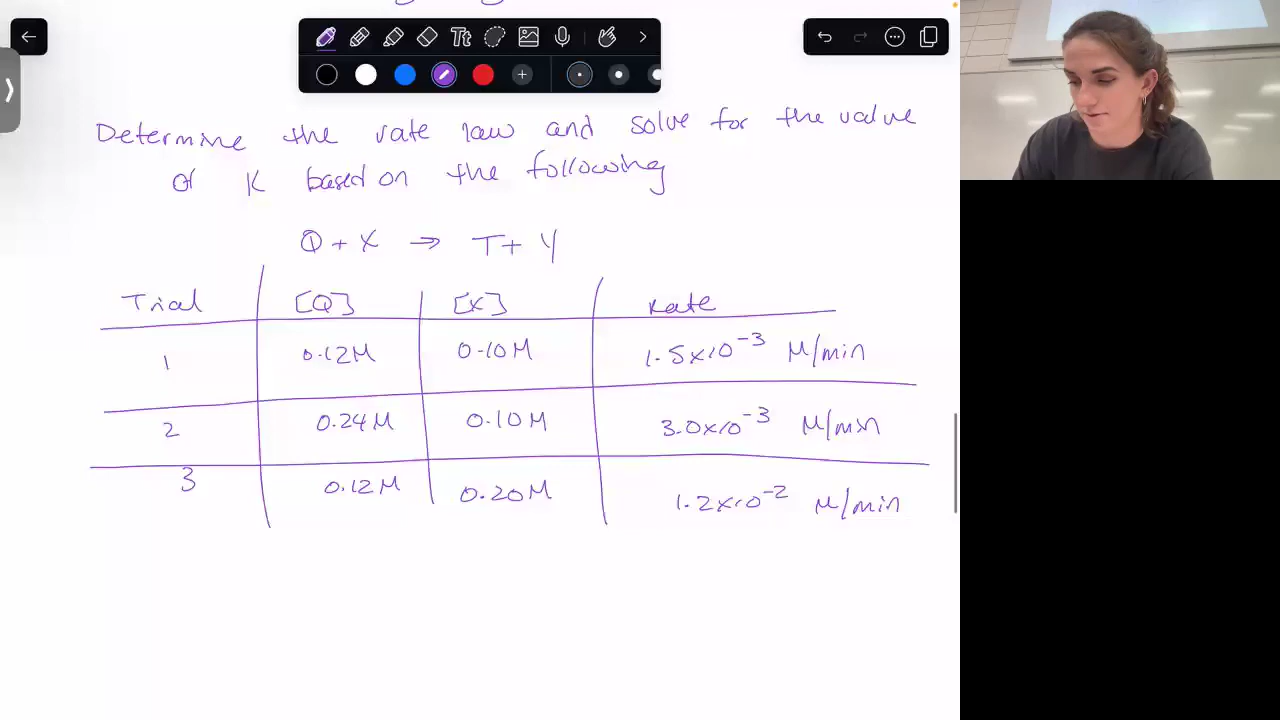 Tt
Determine the rate law and solve for the value
of K based on the following
Q + X → T + Y
Trial [Q] [X] Rate
1 0.12M 0.10M 1.5x10⁻³ M/min
2 0.24M 0.10M 3.0x10⁻³ M/min
3 0.12M 0.20M 1.2x10⁻² M/min